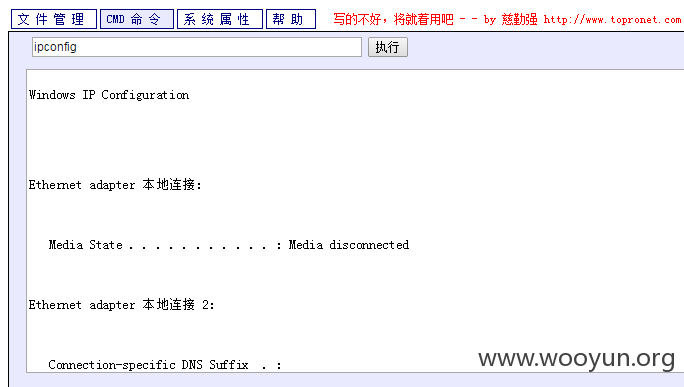 文件管理 CMD命令 系统属性 帮助 写的不好，将就着用吧 - - by 慈勤强 http://www.topronet.com
ipconfig 执行
Windows IP Configuration
Ethernet adapter 本地连接:
Media State . . . . . . . . . . . : Media disconnected
Ethernet adapter 本地连接 2:
Connection-specific DNS Suffix . :
www.wooyun.org